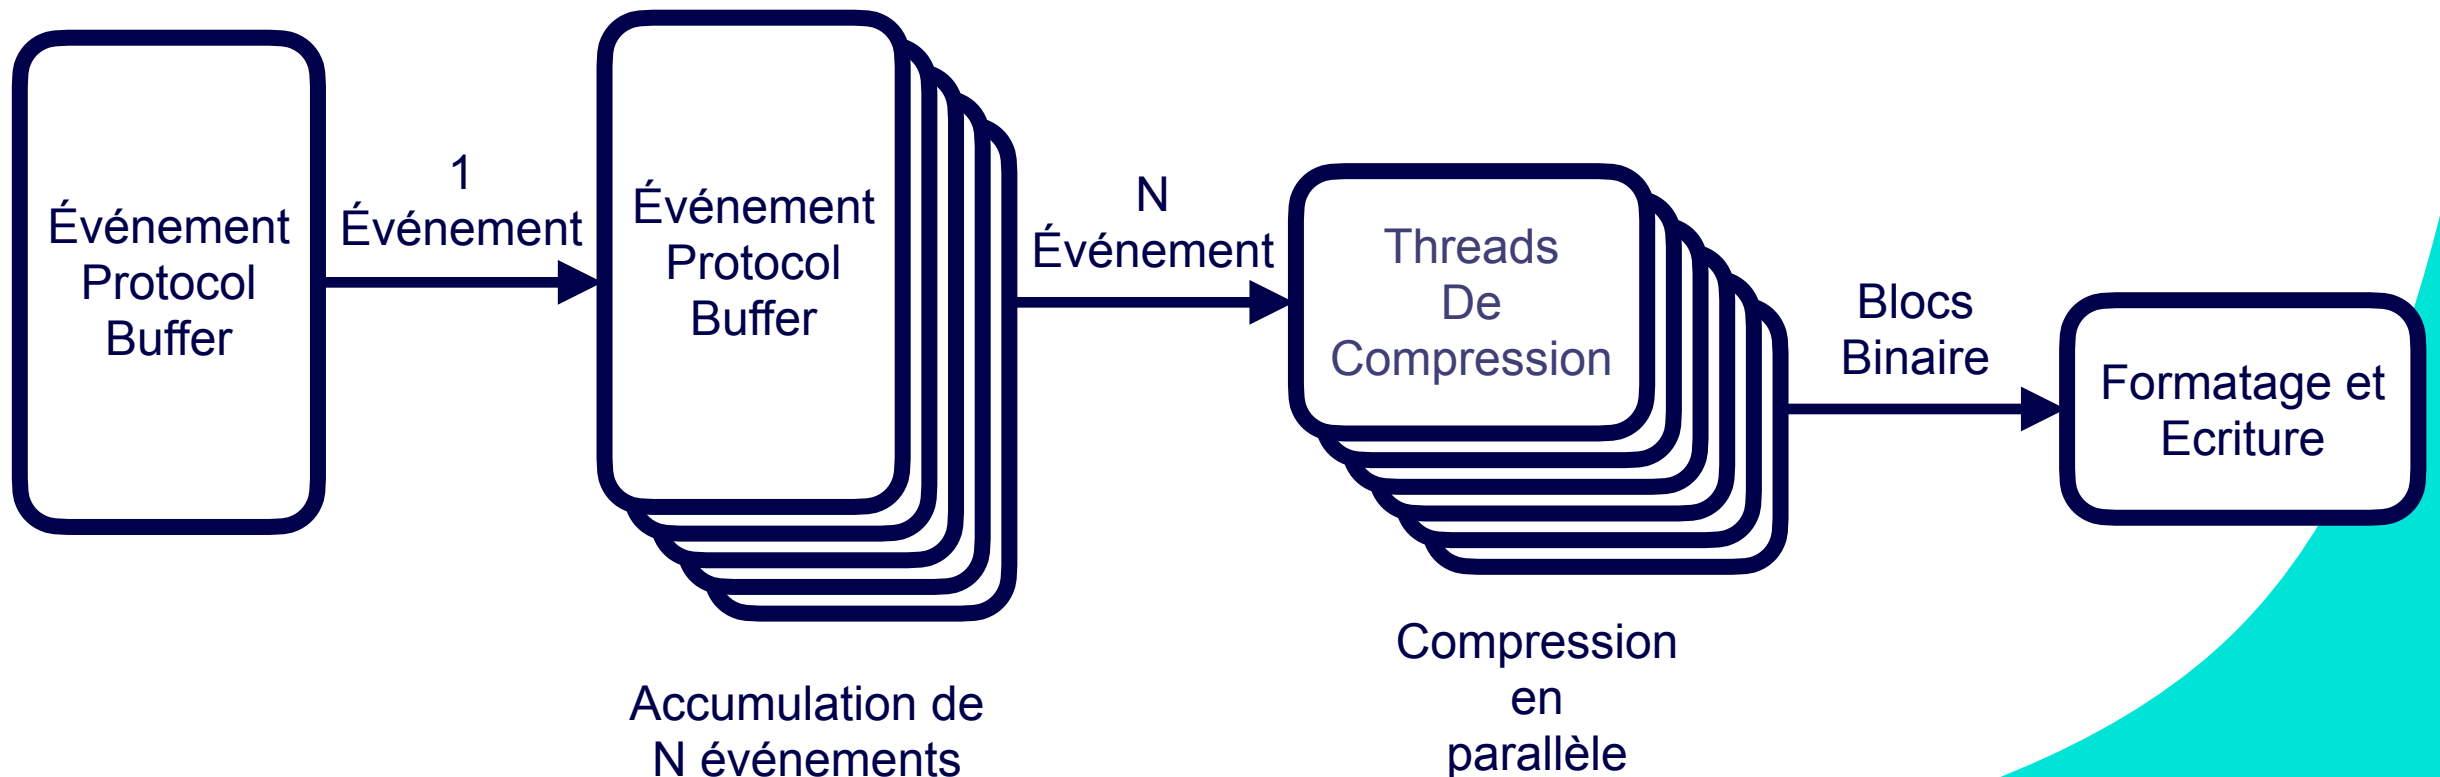 Événement
Protocol
Buffer
1
Événement
Événement
Protocol
Buffer
Accumulation de
N événements
N
Événement
Threads
De
Compression
Compression
en
parallèle
Blocs
Binaire
Formatage et
Ecriture